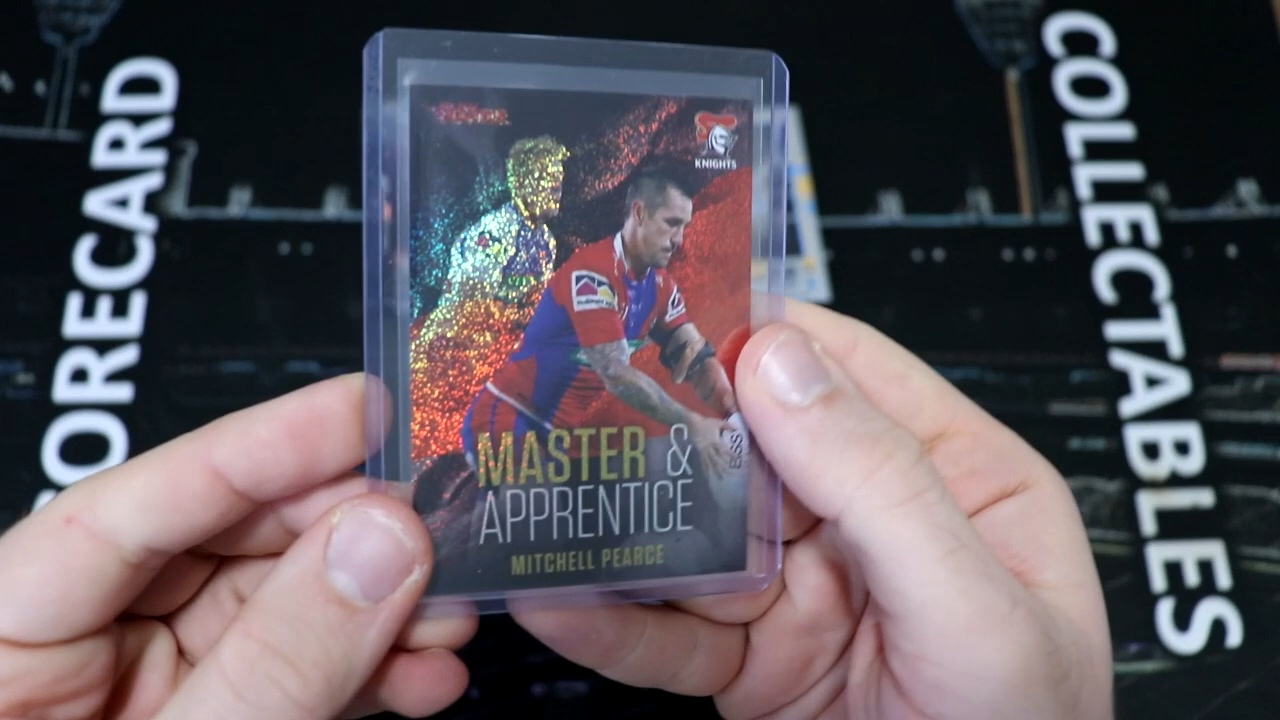 SCORECARD
COLLECTABLES
KNIGHTS
MASTER &
APPRENTICE
MITCHELL PEARCE